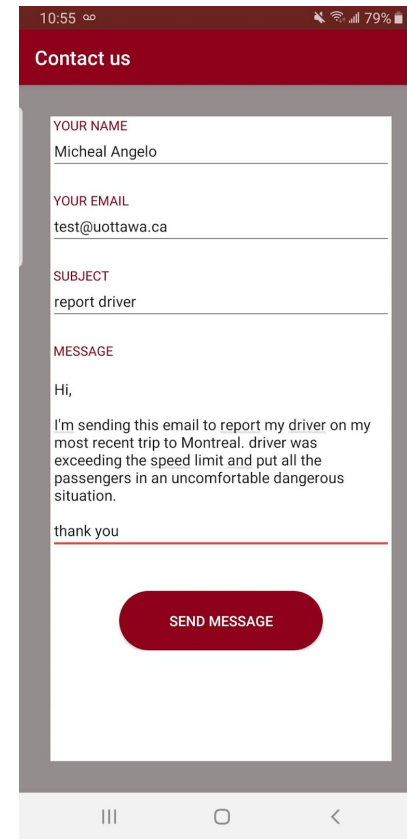 10:55 79%
Contact us
YOUR NAME
Micheal Angelo
YOUR EMAIL
test@uottawa.ca
SUBJECT
report driver
MESSAGE
Hi,
I'm sending this email to report my driver on my
most recent trip to Montreal. driver was
exceeding the speed limit and put all the
passengers in an uncomfortable dangerous
situation.
thank you
SEND MESSAGE